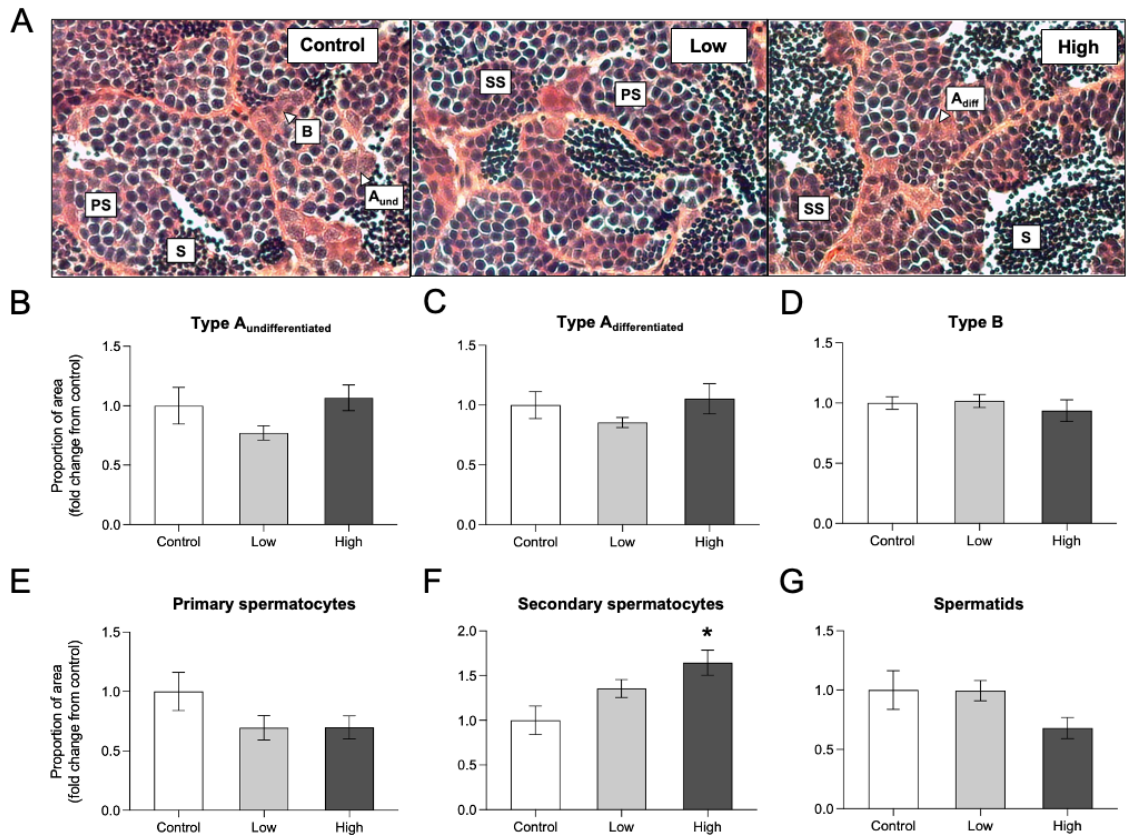 A
Control
Low
High
B
A und
PS
S
SS
PS
A diff
SS
S
B
Type A undifferentiated
Proportion of area
(fold change from control)
1.5
1.0
0.5
0.0
Control Low High
C
Type A differentiated
1.5
1.0
0.5
0.0
Control Low High
D
Type B
1.5
1.0
0.5
0.0
Control Low High
E
Primary spermatocytes
Proportion of area
(fold change from control)
1.5
1.0
0.5
0.0
Control Low High
F
Secondary spermatocytes
2.0
1.5
1.0
0.5
0.0
*
Control Low High
G
Spermatids
1.5
1.0
0.5
0.0
Control Low High